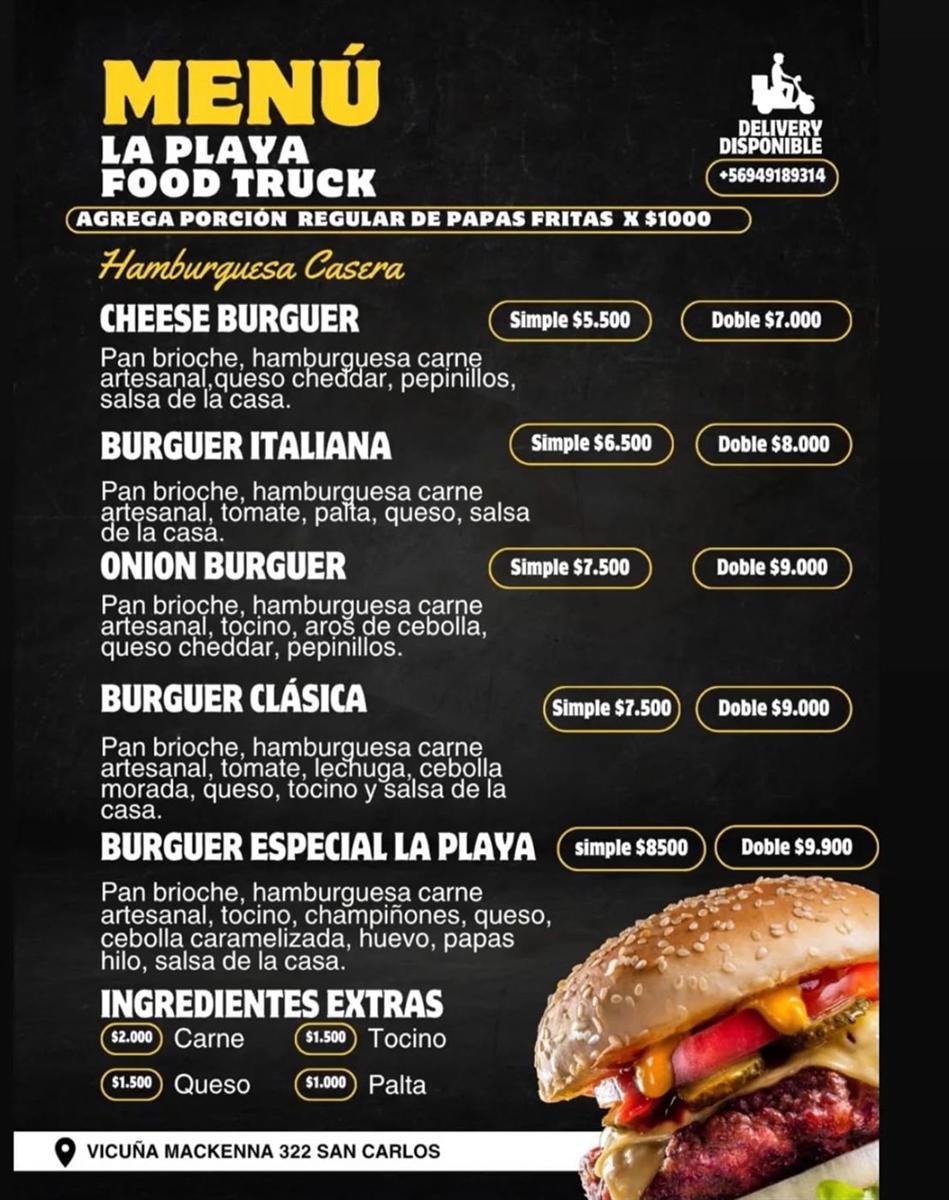 MENÚ
LA PLAYA
FOOD TRUCK
DELIVERY
DISPONIBLE
+56949189314
AGREGA PORCIÓN REGULAR DE PAPAS FRITAS X $1000
Hamburguesa Casera
CHEESE BURGUER Simple $5.500 Doble $7.000
Pan brioche, hamburguesa carne
artesanal,queso cheddar, pepinillos,
salsa de la casa.
BURGUER ITALIANA Simple $6.500 Doble $8.000
Pan brioche, hamburguesa carne
artesanal, tomate, palta, queso, salsa
de la casa.
ONION BURGUER Simple $7.500 Doble $9.000
Pan brioche, hamburguesa carne
artesanal, tocino, aros de cebolla,
queso cheddar, pepinillos.
BURGUER CLÁSICA Simple $7.500 Doble $9.000
Pan brioche, hamburguesa carne
artesanal, tomate, lechuga, cebolla
morada, queso, tocino y salsa de la
casa.
BURGUER ESPECIAL LA PLAYA simple $8500 Doble $9.900
Pan brioche, hamburguesa carne
artesanal, tocino, champiñones, queso,
cebolla caramelizada, huevo, papas
hilo, salsa de la casa.
INGREDIENTES EXTRAS
$2.000 Carne $1.500 Tocino
$1.500 Queso $1.000 Palta
VICUÑA MACKENNA 322 SAN CARLOS